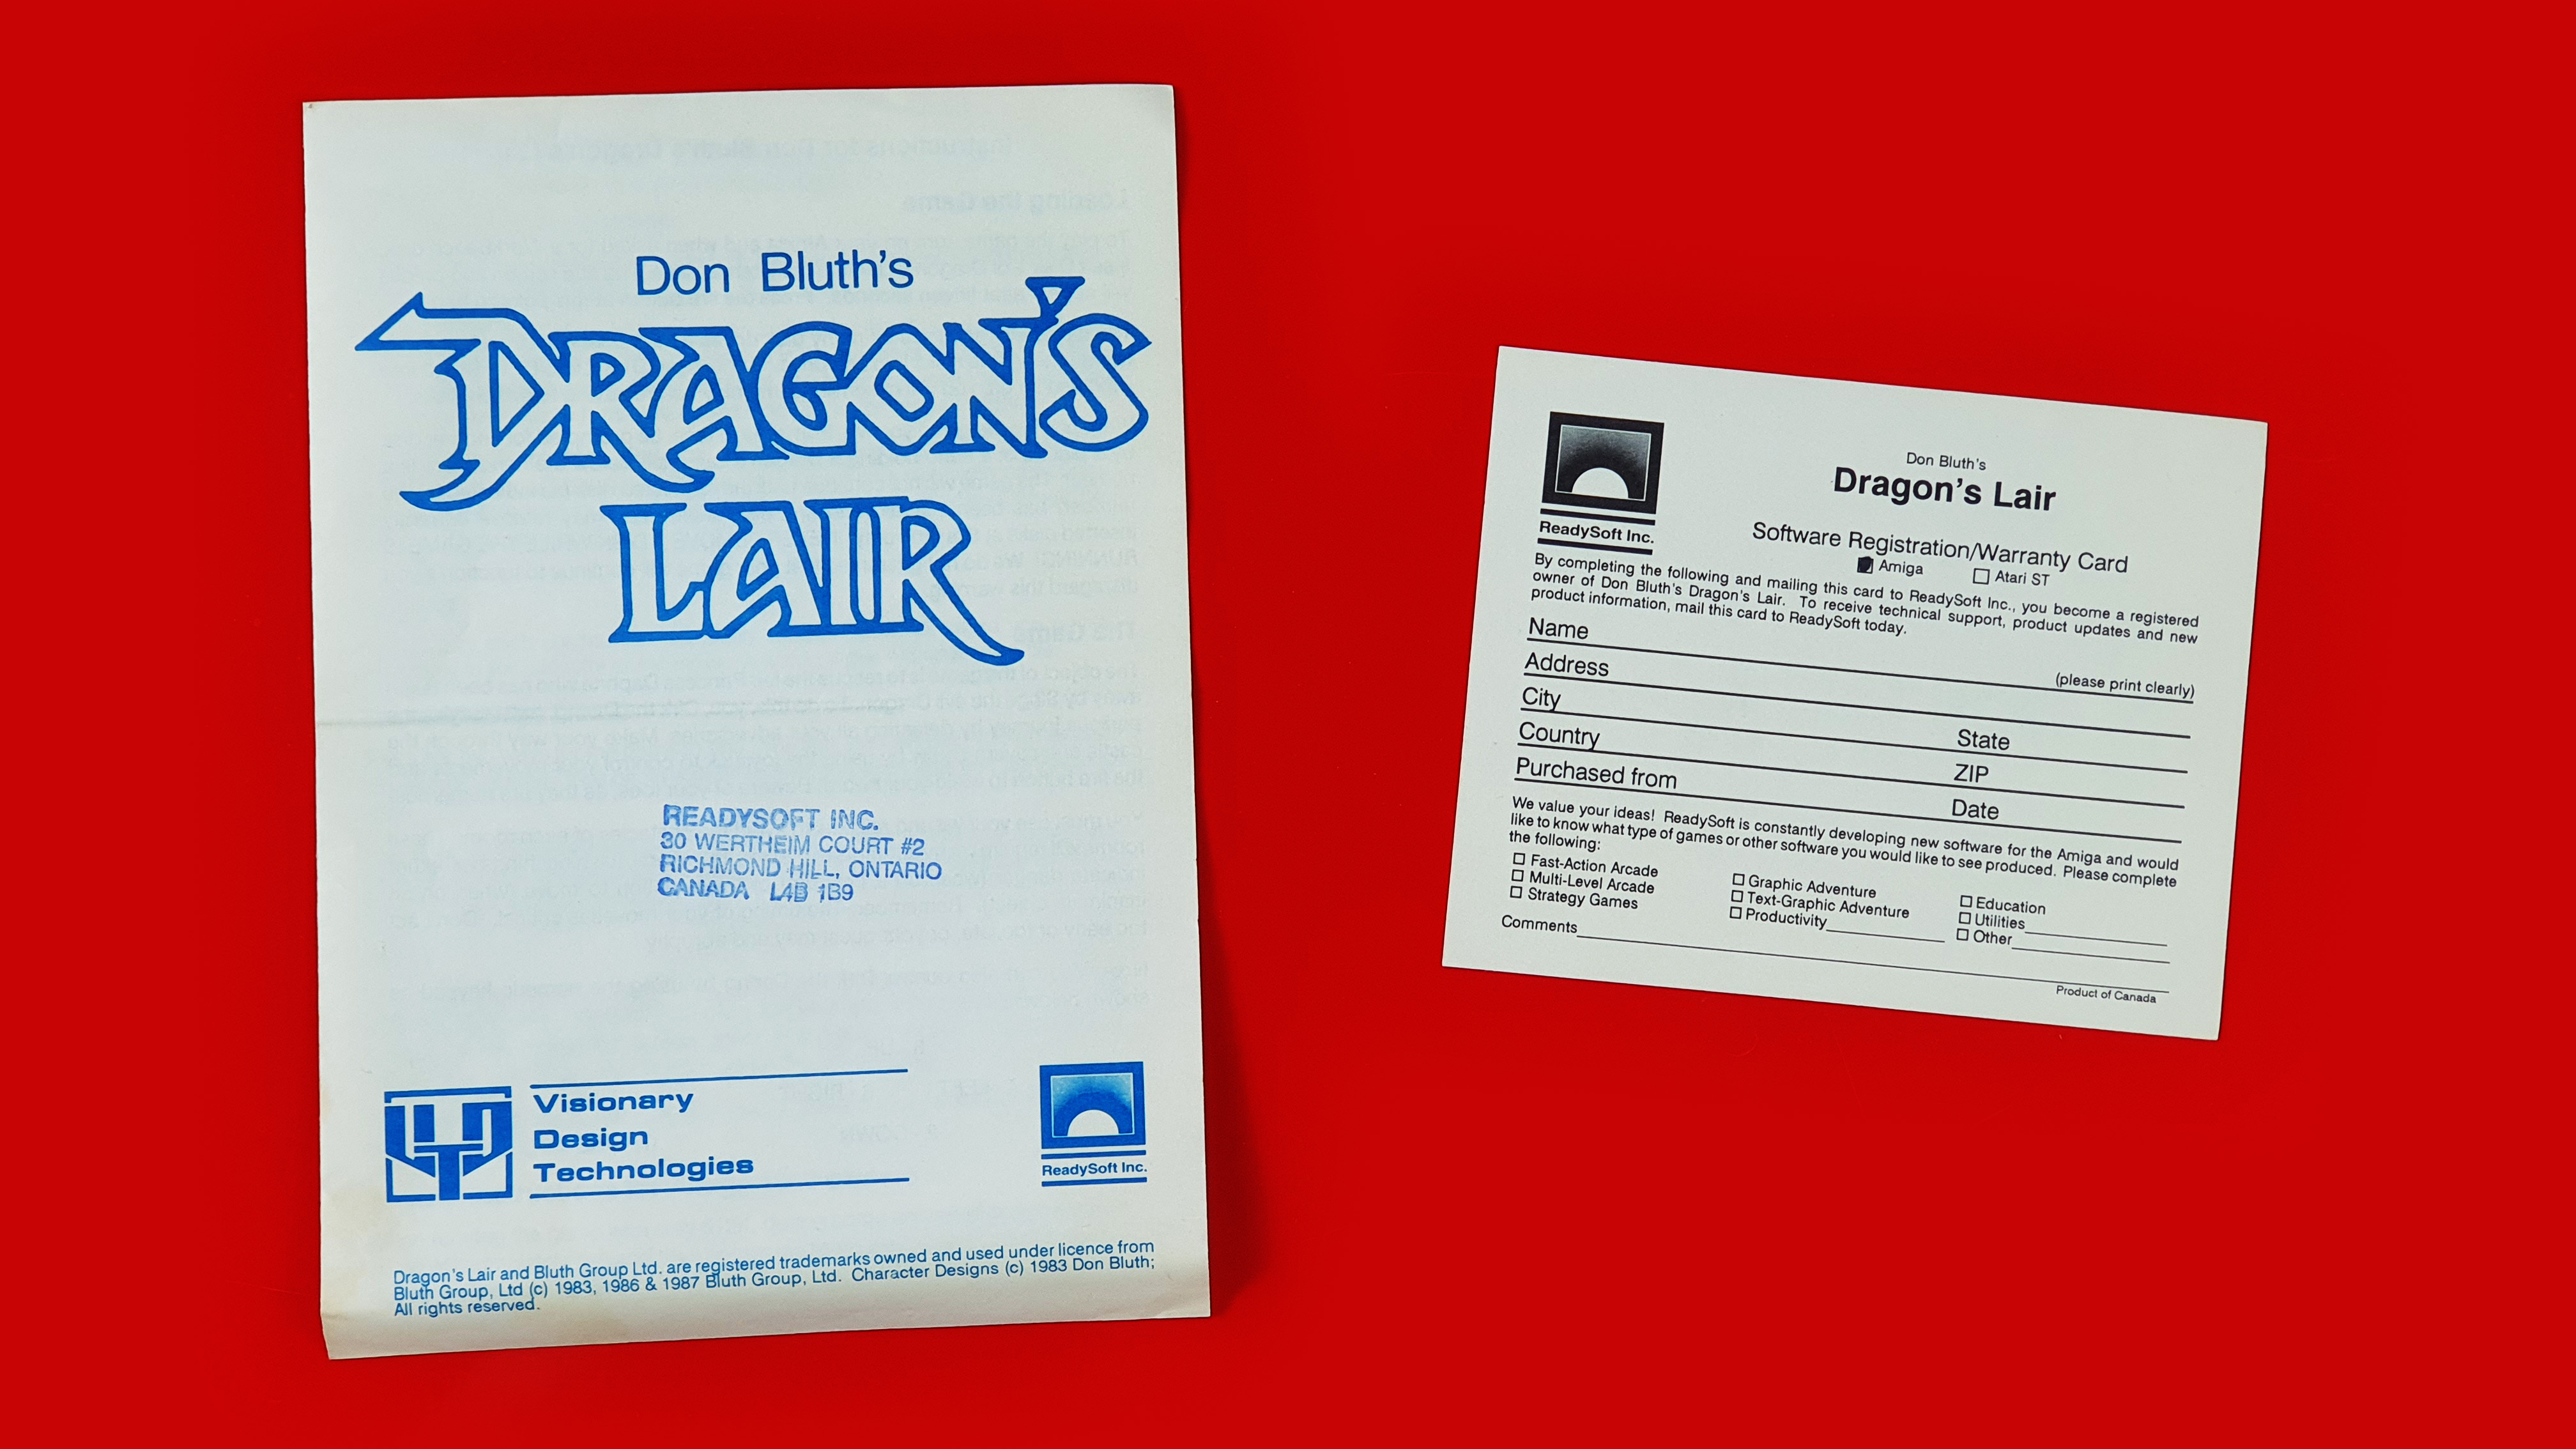 Don Bluth's
DRAGON'S
LAIR
READYSOFT INC.
30 WERTHEIM COURT #2
RICHMOND HILL, ONTARIO
CANADA L4B 1B9
Visionary
Design
Technologies
ReadySoft Inc.
Dragon's Lair and Bluth Group Ltd. are registered trademarks owned and used under licence from
Bluth Group, Ltd (c) 1983, 1986 & 1987 Bluth Group, Ltd. Character Designs (c) 1983 Don Bluth;
All rights reserved.
ReadySoft Inc.
Don Bluth's
Dragon's Lair
Software Registration/Warranty Card
Amiga Atari ST
By completing the following and mailing this card to ReadySoft Inc., you become a registered
owner of Don Bluth's Dragon's Lair. To receive technical support, product updates and new
product information, mail this card to ReadySoft today.
Name
(please print clearly)
Address
City State
Country ZIP
Purchased from Date
We value your ideas! ReadySoft is constantly developing new software for the Amiga and would
like to know what type of games or other software you would like to see produced. Please complete
the following:
Fast-Action Arcade Graphic Adventure Education
Multi-Level Arcade Text-Graphic Adventure Utilities
Strategy Games Productivity Other
Comments
Product of Canada